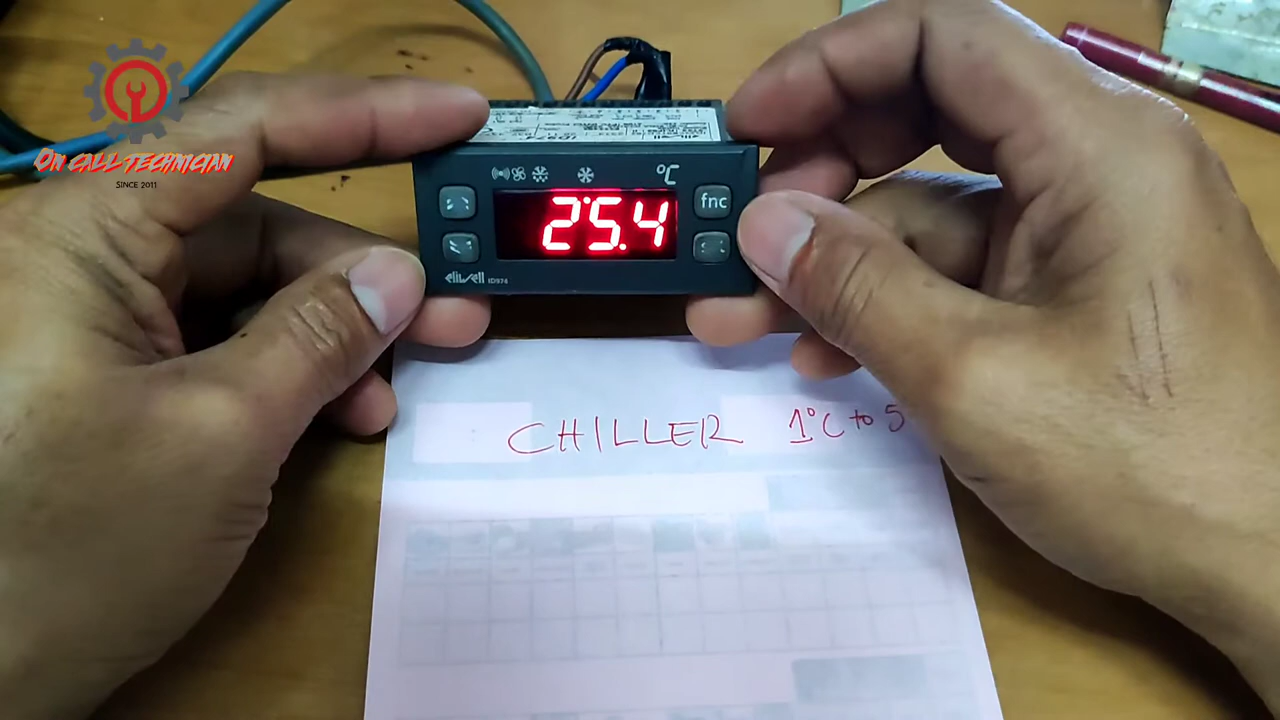 ON CALL TECHNICIAN
SINCE 2011
°C
fnc
25.4
eliwell ID974
CHILLER 1°C to 5